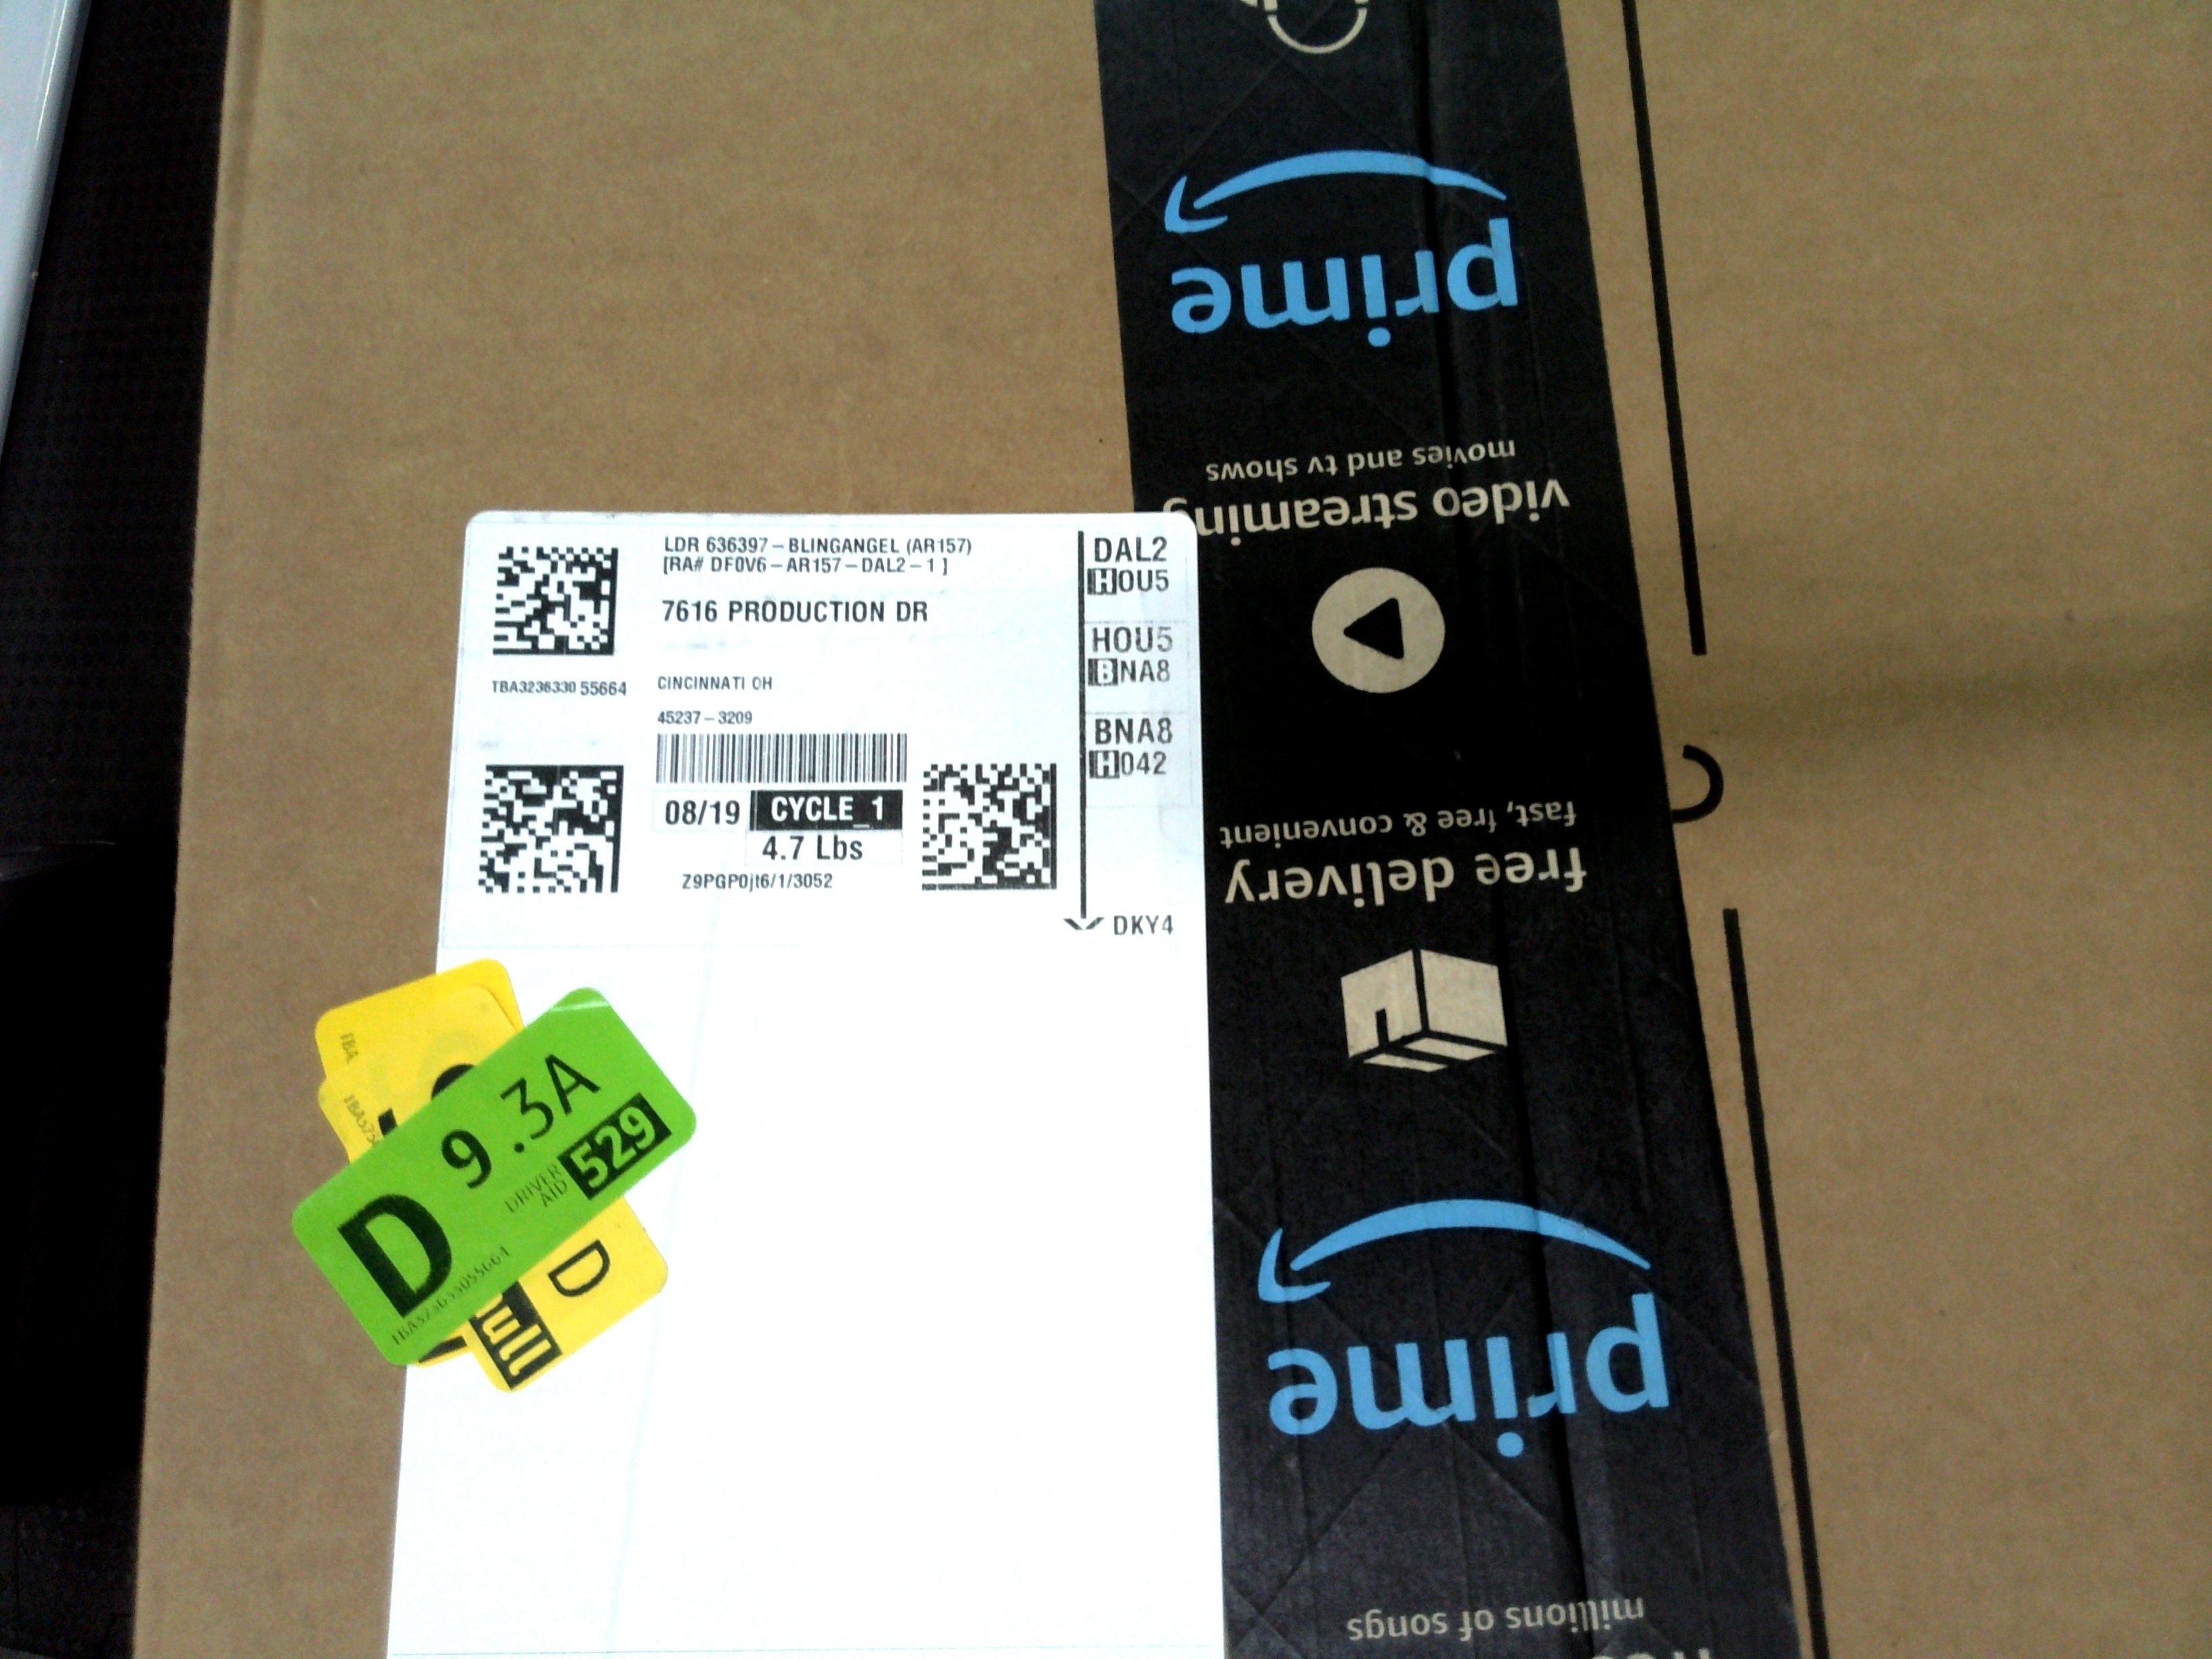 LDR 636397-BLINGANGEL (AR157)
[RA# DF0V6-AR157-DAL2-1 ]
7616 PRODUCTION DR
TBA323633055664
CINCINNATI OH
45237-3209
08/19 CYCLE_1
4.7 Lbs
Z9PGP0jt6/1/3052
DAL2
HOU5
HOU5
BNA8
BNA8
H042
DKY4
TBA
D
9.3A
DRIVER
AID
529
D
prime
video streaming
movies and tv shows
free delivery
fast, free & convenient
prime
millions of songs